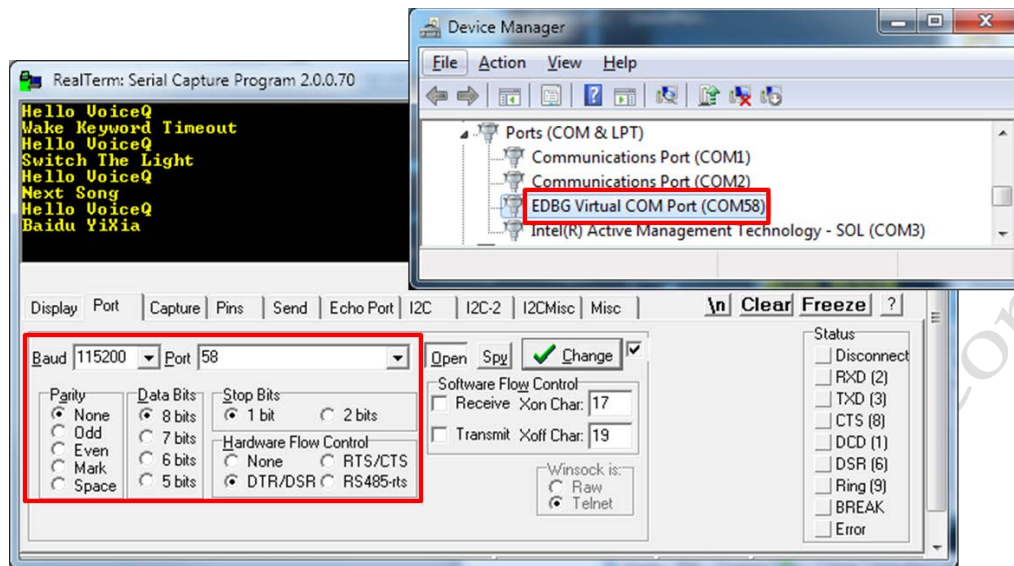 Device Manager
File Action View Help
Ports (COM & LPT)
Communications Port (COM1)
Communications Port (COM2)
EDBG Virtual COM Port (COM58)
Intel(R) Active Management Technology - SOL (COM3)
RealTerm: Serial Capture Program 2.0.0.70
Hello VoiceQ
Wake Keyword Timeout
Hello VoiceQ
Switch The Light
Hello VoiceQ
Next Song
Hello VoiceQ
Baidu YiXia
Display Port Capture Pins Send Echo Port I2C I2C-2 I2CMisc Misc \n Clear Freeze ?
Baud 115200 Port 58 Open Spy Change
Parity
None
Odd
Even
Mark
Space
Data Bits
8 bits
7 bits
6 bits
5 bits
Stop Bits
1 bit 2 bits
Hardware Flow Control
None RTS/CTS
DTR/DSR RS485-rts
Software Flow Control
Receive Xon Char: 17
Transmit Xoff Char: 19
Winsock is:
Raw
Telnet
Status
Disconnect
RXD (2)
TXD (3)
CTS (8)
DCD (1)
DSR (6)
Ring (9)
BREAK
Error